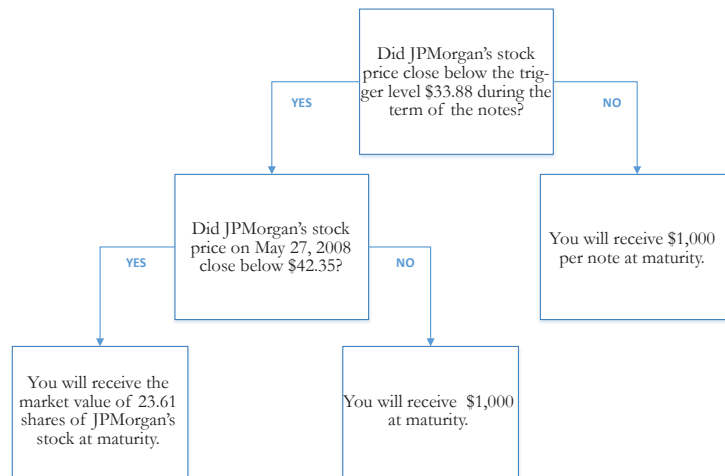 Did JPMorgan's stock
price close below the trig-
ger level $33.88 during the
term of the notes?
YES
NO
Did JPMorgan's stock
price on May 27, 2008
close below $42.35?
You will receive $1,000
per note at maturity.
YES
NO
You will receive the
market value of 23.61
shares of JPMorgan's
stock at maturity.
You will receive  $1,000
at maturity.